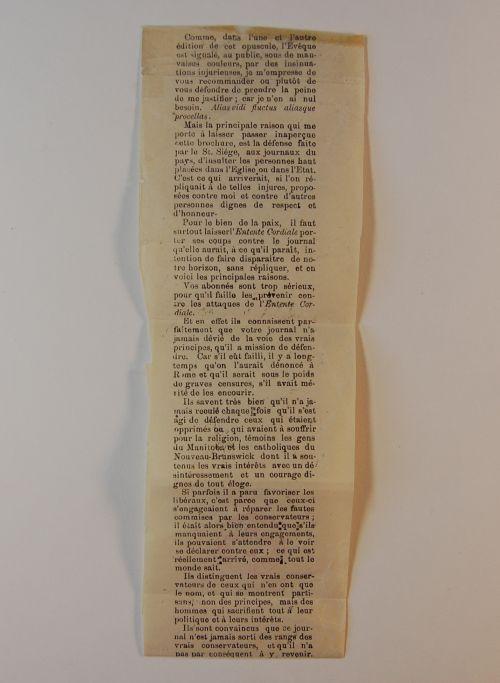 Comme, dans l'une et l'autre
édition de cet opuscule, l'Evêque
est signalé, au public, sous de mau-
vaises couleurs, par des insinua-
tions injurieuses, je m'empresse de
vous recommander ou plutôt de
vous défendre de prendre la peine
de me justifier ; car je n'en ai nul
besoin. Alias vidi fluctus aliasque
procellas.
Mais la principale raison qui me
porte à laisser passer inaperçue
cette brochure, est la défense faite
par le St. Siége, aux journaux du
pays, d'insulter les personnes haut
placées dans l'Eglise ou dans l'Etat.
C'est ce qui arriverait, si l'on ré-
pliquait à de telles injures, propo-
sées contre moi et contre d'autres
personnes dignes de respect et
d'honneur-
Pour le bien de la paix, il faut
surtout laisser l'Entente Cordiale por-
ter ses coups contre le journal
qu'elle aurait, à ce qu'il paraît, in-
tention de faire disparaître de no-
tre horizon, sans répliquer, et en
voici les principales raisons.
Vos abonnés sont trop sérieux,
pour qu'il faille les prévenir con-
tre les attaques de l'Entente Cor-
diale.
Et en effet ils connaissent par-
faitement que votre journal n'a
jamais dévié de la voie des vrais
principes, qu'il a mission de défen-
dre. Car s'il eût failli, il y a long-
temps qu'on l'aurait dénoncé à
Rome et qu'il serait sous le poids
de graves censures, s'il avait mé-
rité de les encourir.
Ils savent très bien qu'il n'a ja-
mais reculé chaque fois qu'il s'est
agi de défendre ceux qui étaient
opprimés ou qui avaient à souffrir
pour la religion, témoins les gens
du Manitoba et les catholiques du
Nouveau-Brunswick dont il a sou-
tenus les vrais intérêts avec un dé-
sintéressement et un courage di-
gnes de tout éloge.
Si parfois il a paru favoriser les
libéraux, c'est parce que ceux-ci
s'engageaient à réparer les fautes
commises par les conservateurs ;
il était alors bien entendu que s'ils
manquaient à leurs engagements,
ils pouvaient s'attendre à le voir
se déclarer contre eux ; ce qui est
réellement arrivé, comme tout le
monde sait.
Ils distinguent les vrais conser-
vateurs de ceux qui n'en ont que
le nom, et qui se montrent parti-
sans, non des principes, mais des
hommes qui sacrifient tout à leur
politique et à leurs intérêts.
Ils sont convaincus que ce jour-
nal n'est jamais sorti des rangs des
vrais conservateurs, et qu'il n'a
pas par conséquent à y revenir.